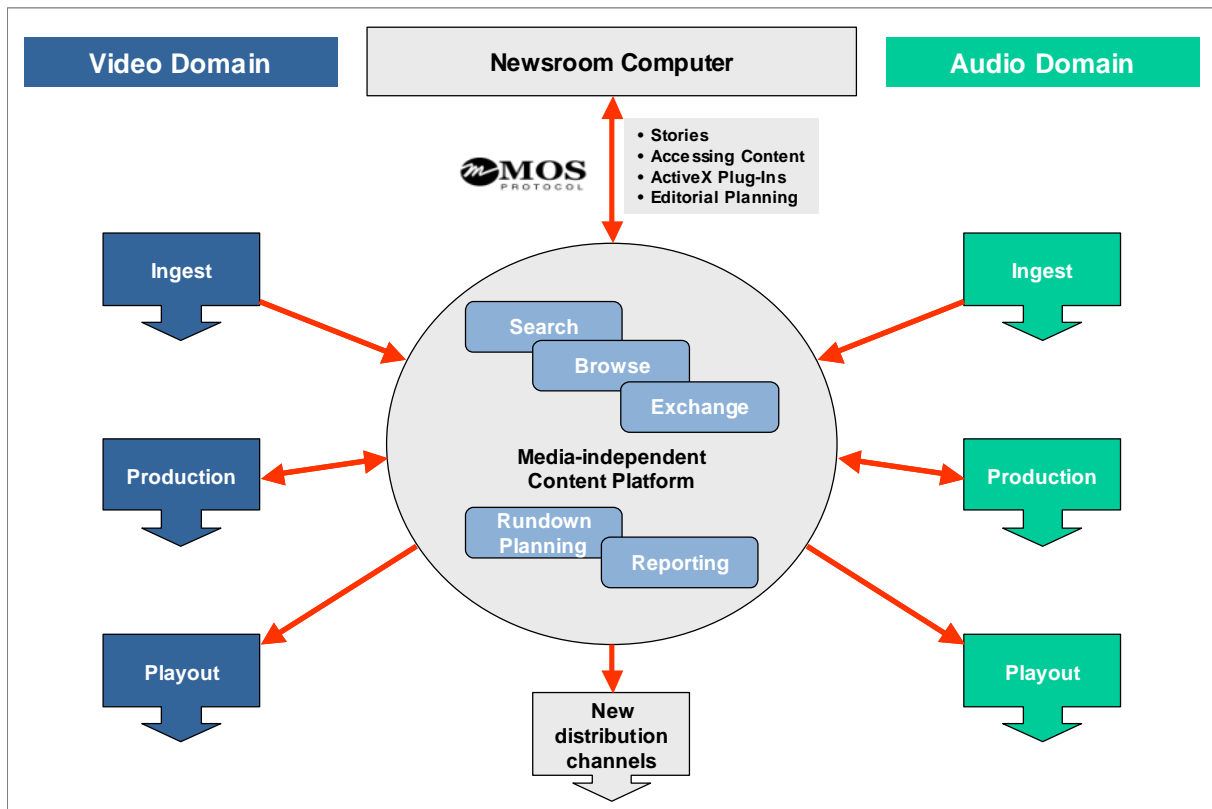 Video Domain
Newsroom Computer
Audio Domain
MOS
PROTOCOL
• Stories
• Accessing Content
• ActiveX Plug-Ins
• Editorial Planning
Ingest
Ingest
Search
Browse
Exchange
Media-independent
Content Platform
Production
Production
Rundown
Planning
Reporting
Playout
Playout
New
distribution
channels